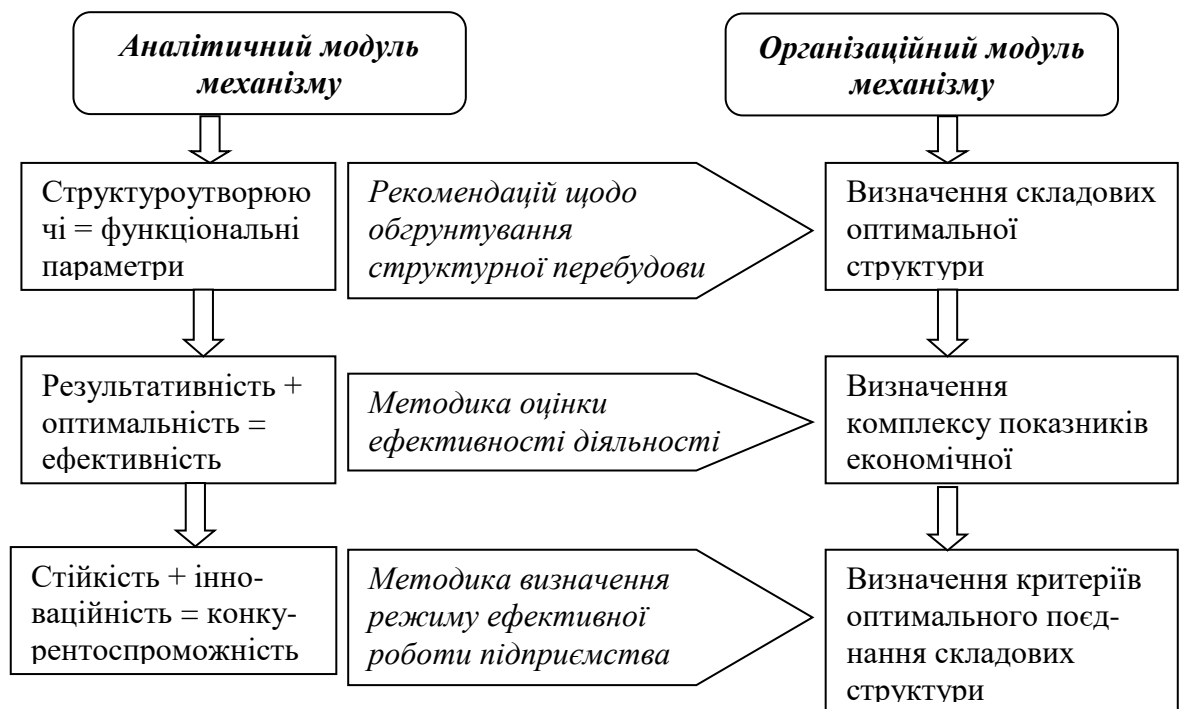 Аналітичний модуль
механізму
Організаційний модуль
механізму
Структуроутворюю
чі = функціональні
параметри
Рекомендацій щодо
обгрунтування
структурної перебудови
Визначення складових
оптимальної
структури
Результативність +
оптимальність =
ефективність
Методика оцінки
ефективності діяльності
Визначення
комплексу показників
економічної
Стійкість + інно-
ваційність = конку-
рентоспроможність
Методика визначення
режиму ефективної
роботи підприємства
Визначення критеріїв
оптимального поєд-
нання складових
структури